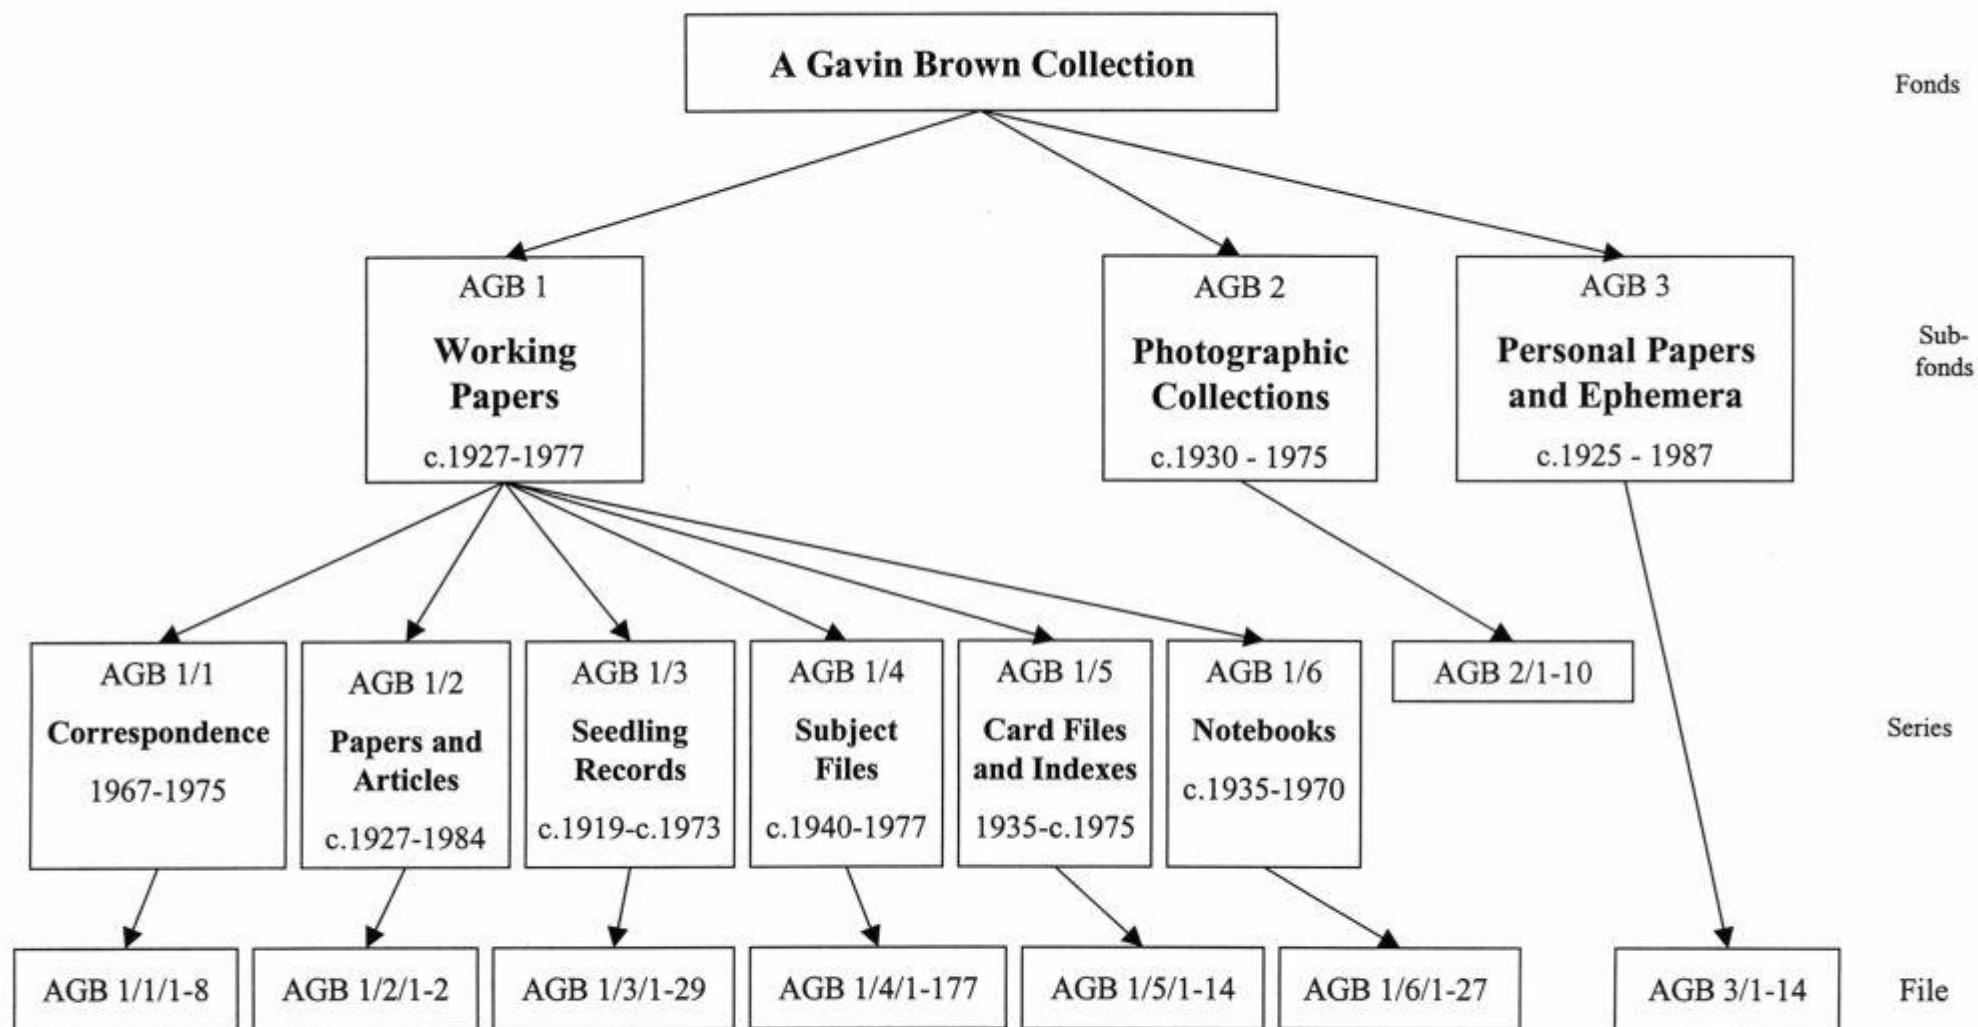 A Gavin Brown Collection
Fonds
AGB 1
Working
Papers
c.1927-1977
AGB 2
Photographic
Collections
c.1930 - 1975
AGB 3
Personal Papers
and Ephemera
c.1925 - 1987
Sub-
fonds
AGB 1/1
Correspondence
1967-1975
AGB 1/2
Papers and
Articles
c.1927-1984
AGB 1/3
Seedling
Records
c.1919-c.1973
AGB 1/4
Subject
Files
c.1940-1977
AGB 1/5
Card Files
and Indexes
1935-c.1975
AGB 1/6
Notebooks
c.1935-1970
AGB 2/1-10
Series
AGB 1/1/1-8
AGB 1/2/1-2
AGB 1/3/1-29
AGB 1/4/1-177
AGB 1/5/1-14
AGB 1/6/1-27
AGB 3/1-14
File